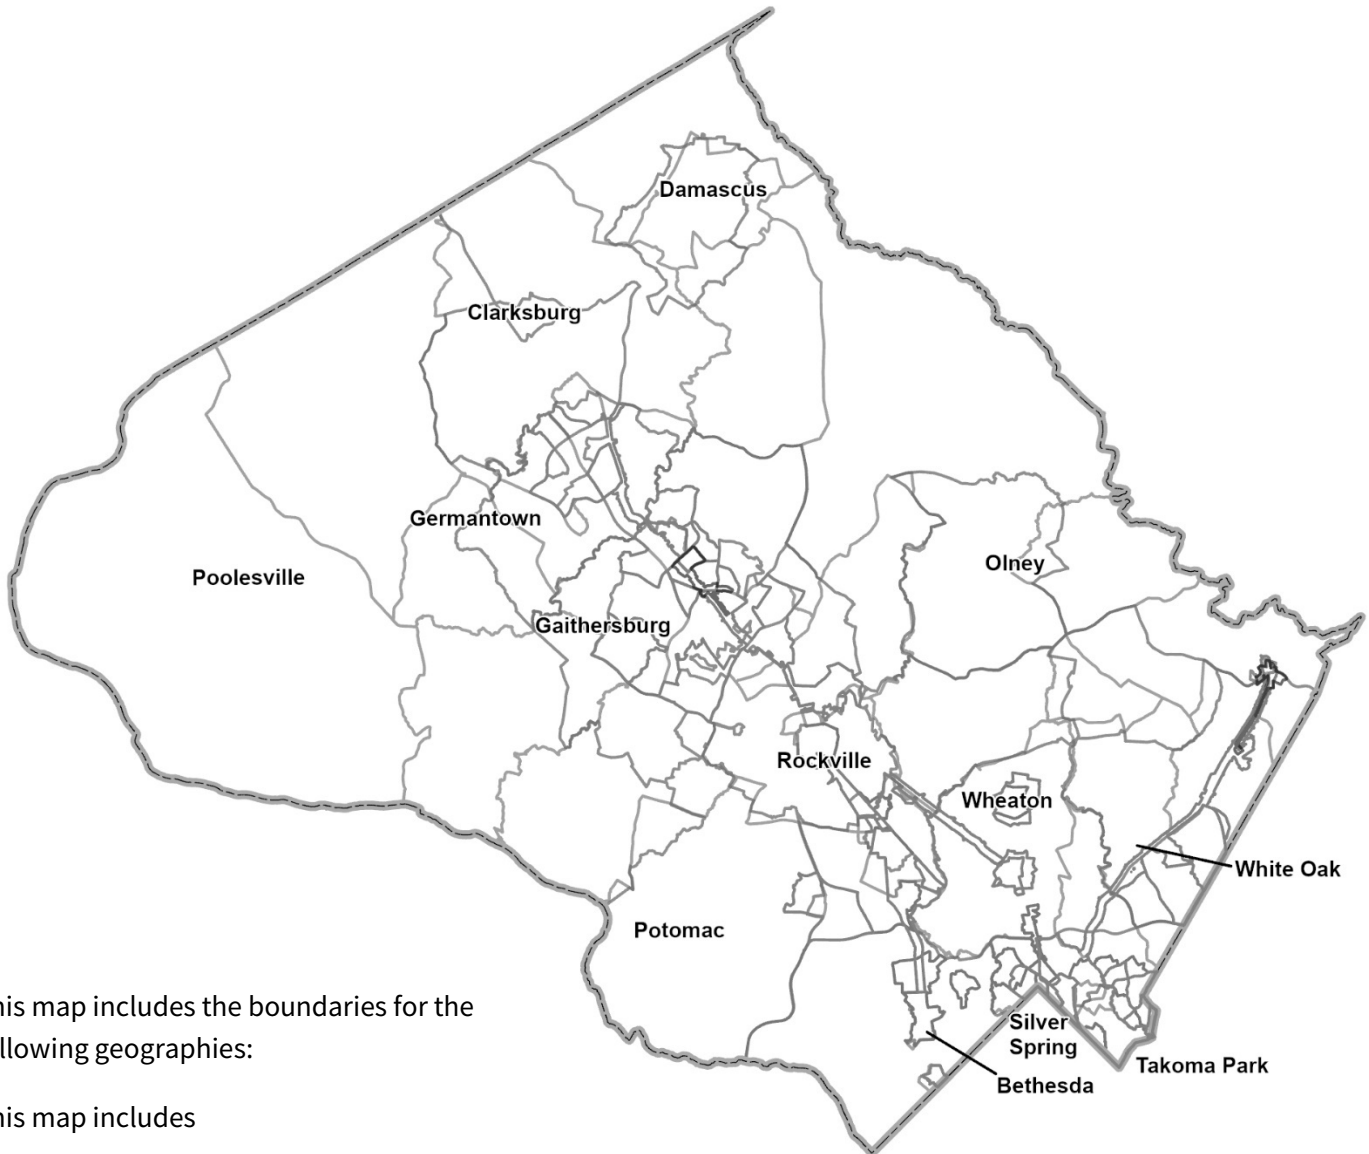 Damascus
Clarksburg
Germantown
Poolesville
Olney
Gaithersburg
Rockville
Wheaton
White Oak
Potomac
his map includes the boundaries for the
llowing geographies:
Silver
Spring
Takoma Park
Bethesda
his map includes